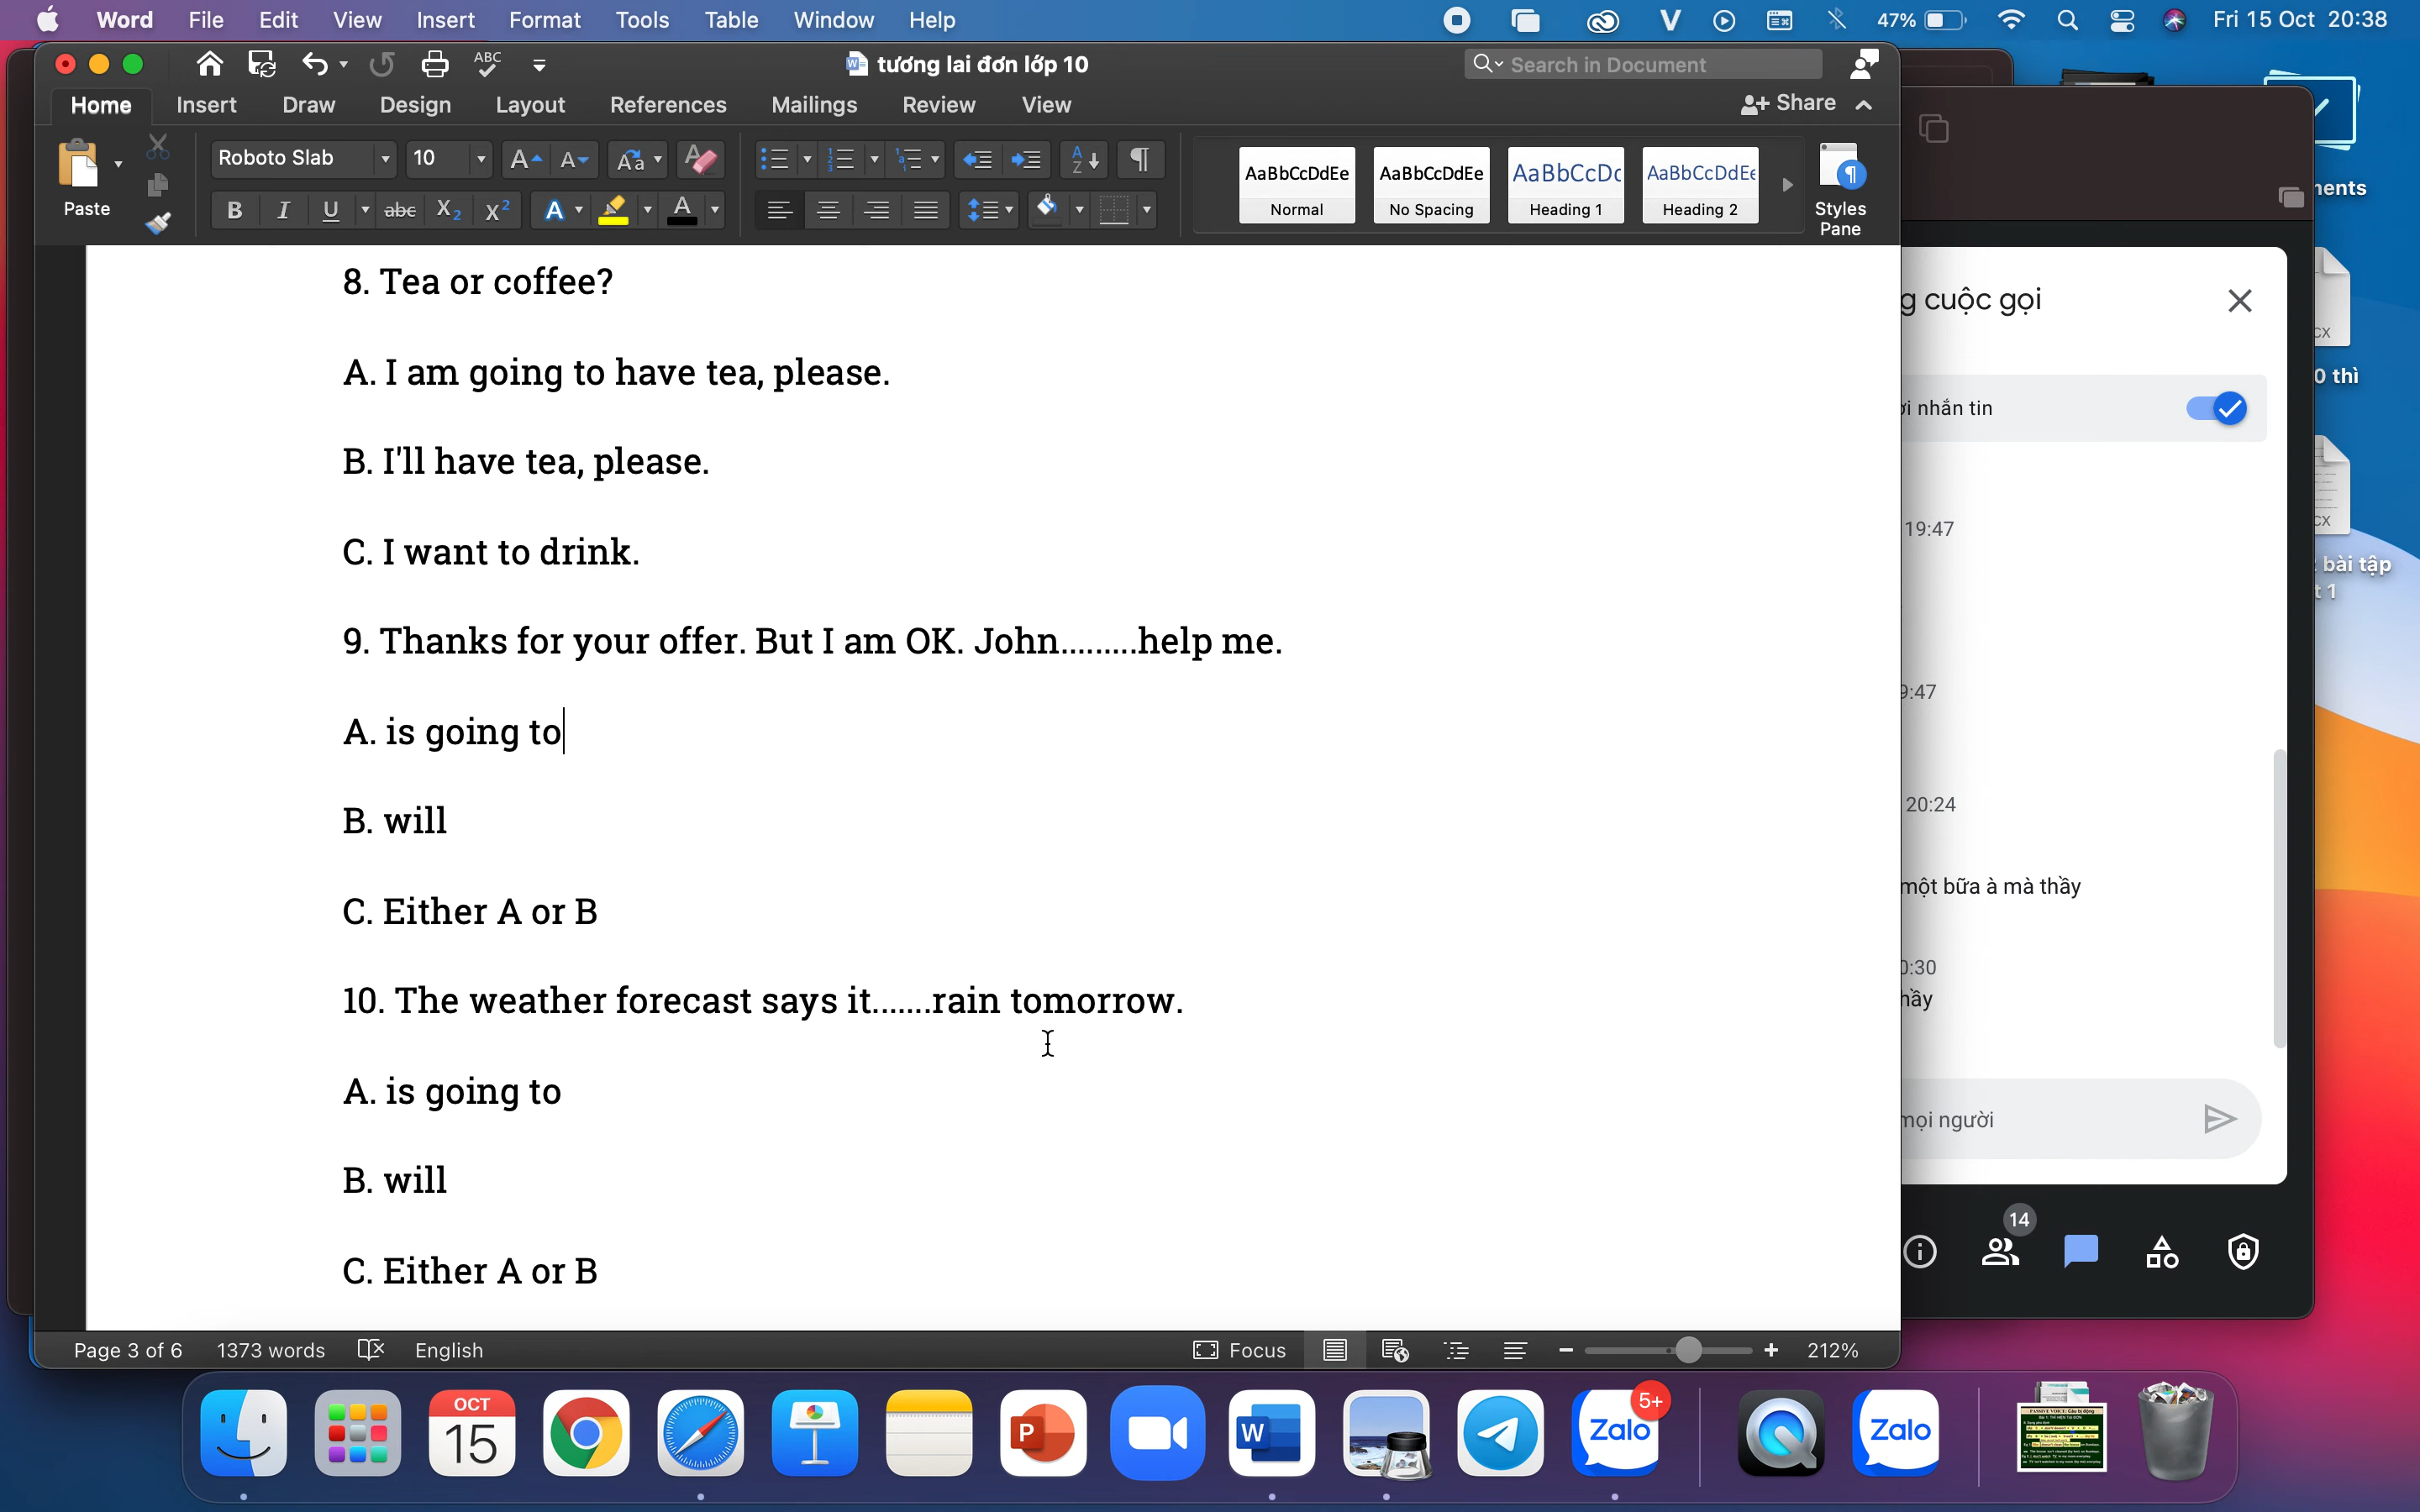 Word File Edit View Insert Format Tools Table Window Help 47% Fri 15 Oct 20:38
tương lai đơn lớp 10
Search in Document
Home Insert Draw Design Layout References Mailings Review View Share
Paste
Roboto Slab 10
AaBbCcDdEe AaBbCcDdEe AaBbCcDc AaBbCcDdEe
Normal No Spacing Heading 1 Heading 2
Styles
Pane
8. Tea or coffee?
A. I am going to have tea, please.
B. I'll have tea, please.
C. I want to drink.
9. Thanks for your offer. But I am OK. John.........help me.
A. is going to
B. will
C. Either A or B
10. The weather forecast says it.......rain tomorrow.
A. is going to
B. will
C. Either A or B
Page 3 of 6 1373 words English Focus 212%
g cuộc gọi
nhắn tin
19:47
9:47
20:24
một bữa à mà thầy
0:30
hầy
mọi người
14
nents
CX
0 thì
CX
bài tập
t 1
OCT
15
P
W
Zalo
5+
Zalo